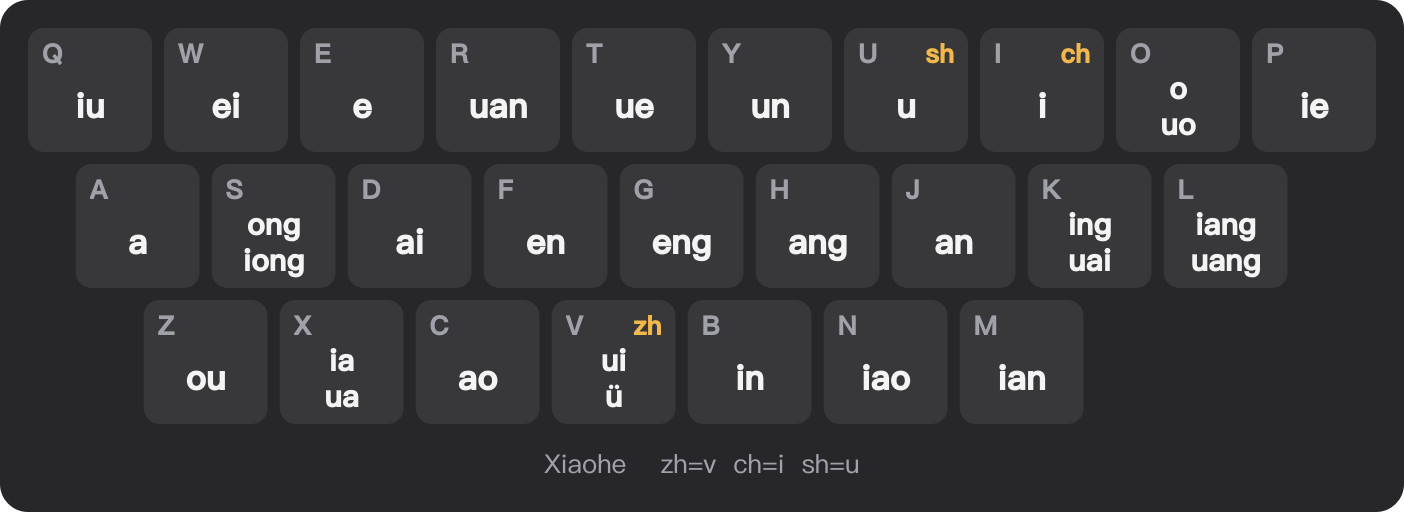 Q W E R T Y U sh I ch O P
iu ei e uan ue un u i o uo ie
A S D F G H J K L
a ong iong ai en eng ang an ing uai iang uang
Z X C V zh B N M
ou ia ua ao ui ü in iao ian
Xiaohe zh=v ch=i sh=u